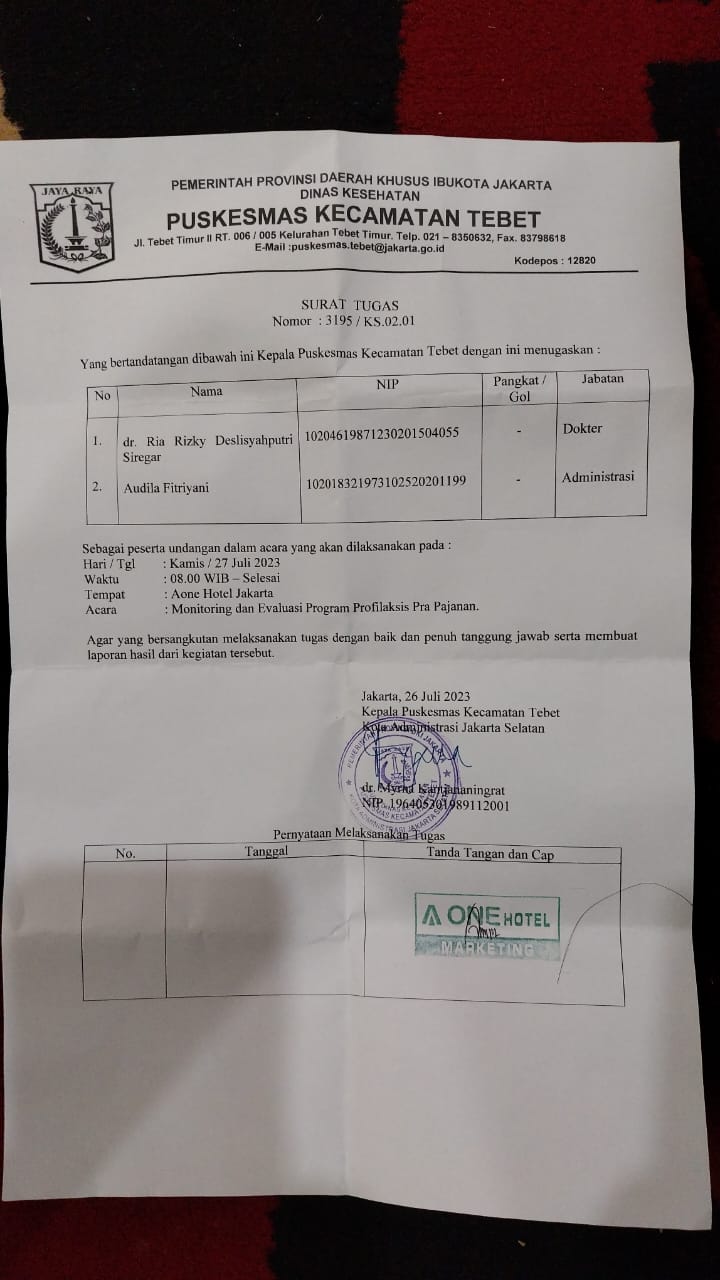 JAYA RAYA
PEMERINTAH PROVINSI DAERAH KHUSUS IBUKOTA JAKARTA
DINAS KESEHATAN
PUSKESMAS KECAMATAN TEBET
Jl. Tebet Timur II RT. 006 / 005 Kelurahan Tebet Timur. Telp. 021 – 8350632, Fax. 83798618
E-Mail :puskesmas.tebet@jakarta.go.id
Kodepos : 12820
SURAT TUGAS
Nomor : 3195 / KS.02.01
Yang bertandatangan dibawah ini Kepala Puskesmas Kecamatan Tebet dengan ini menugaskan :
No Nama NIP Pangkat / Gol Jabatan
1. dr. Ria Rizky Deslisyahputri Siregar 10204619871230201504055 - Dokter
2. Audila Fitriyani 102018321973102520201199 - Administrasi
Sebagai peserta undangan dalam acara yang akan dilaksanakan pada :
Hari / Tgl : Kamis / 27 Juli 2023
Waktu : 08.00 WIB – Selesai
Tempat : Aone Hotel Jakarta
Acara : Monitoring dan Evaluasi Program Profilaksis Pra Pajanan.
Agar yang bersangkutan melaksanakan tugas dengan baik dan penuh tanggung jawab serta membuat
laporan hasil dari kegiatan tersebut.
Jakarta, 26 Juli 2023
Kepala Puskesmas Kecamatan Tebet
Kota Administrasi Jakarta Selatan
dr. Myrna
NIP. 196405301989112001
Pernyataan Melaksanakan Tugas
No. Tanggal Tanda Tangan dan Cap
A ONE HOTEL
MARKETING